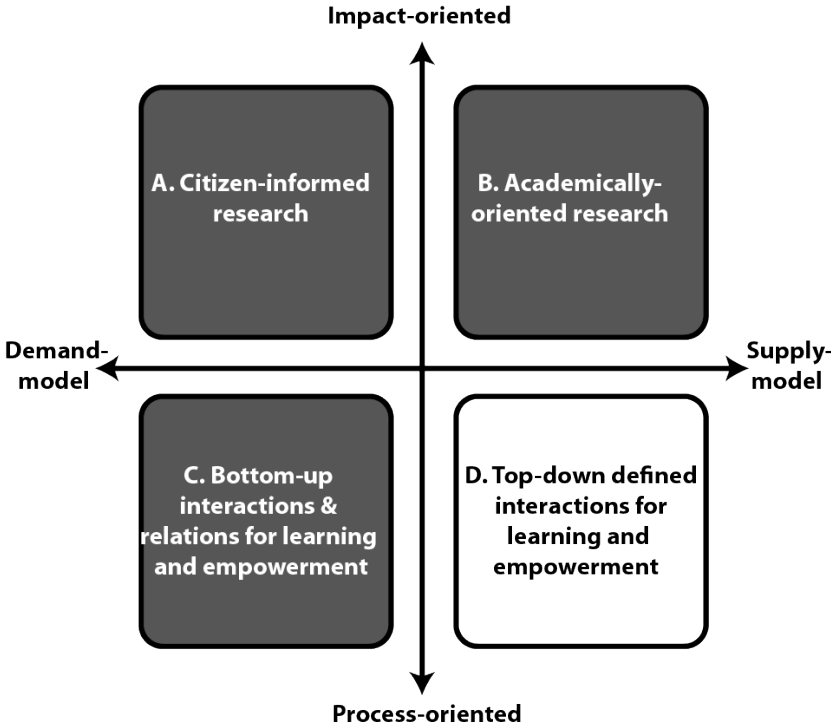 Impact-oriented
A. Citizen-informed
research
B. Academically-
oriented research
Demand-
model
Supply-
model
C. Bottom-up
interactions &
relations for learning
and empowerment
D. Top-down defined
interactions for
learning and
empowerment
Process-oriented